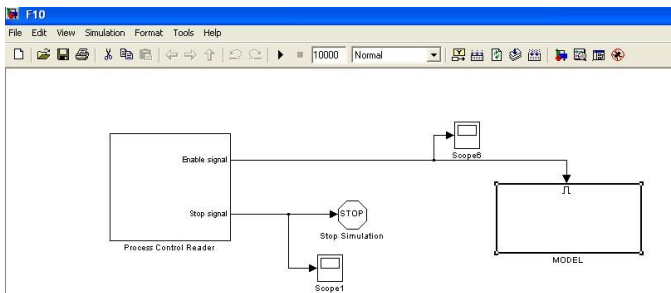 F10
File Edit View Simulation Format Tools Help
10000 Normal
Scope6
Enable signal
Stop signal
STOP
Stop Simulation
Process Control Reader
MODEL
Scope1